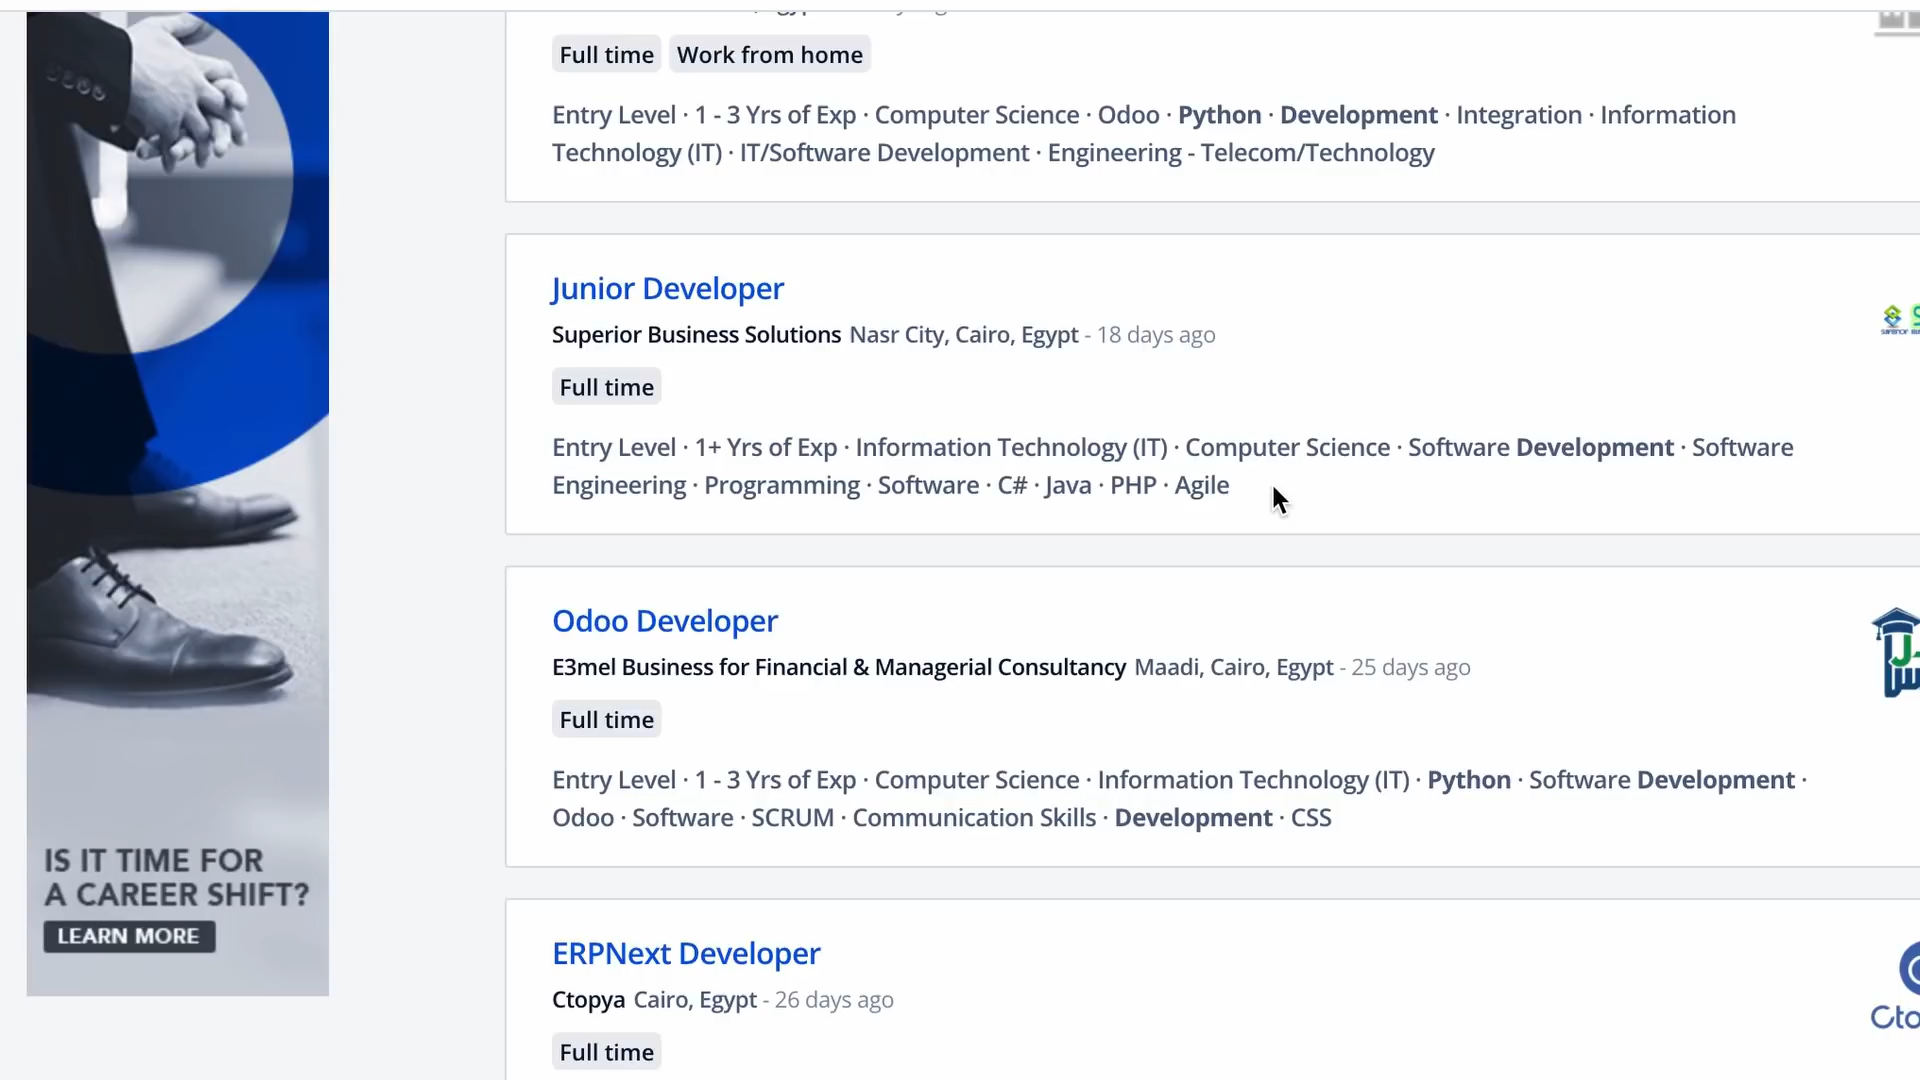 Full time Work from home
Entry Level · 1 - 3 Yrs of Exp · Computer Science · Odoo · Python · Development · Integration · Information
Technology (IT) · IT/Software Development · Engineering - Telecom/Technology
Junior Developer
Superior Business Solutions Nasr City, Cairo, Egypt - 18 days ago
Full time
Entry Level · 1+ Yrs of Exp · Information Technology (IT) · Computer Science · Software Development · Software
Engineering · Programming · Software · C# · Java · PHP · Agile
Odoo Developer
E3mel Business for Financial & Managerial Consultancy Maadi, Cairo, Egypt - 25 days ago
Full time
Entry Level · 1 - 3 Yrs of Exp · Computer Science · Information Technology (IT) · Python · Software Development ·
Odoo · Software · SCRUM · Communication Skills · Development · CSS
ERPNext Developer
Ctopya Cairo, Egypt - 26 days ago
Full time
IS IT TIME FOR
A CAREER SHIFT?
LEARN MORE